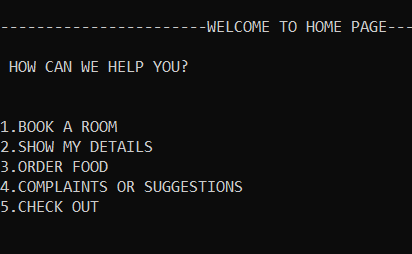 -----------------------WELCOME TO HOME PAGE---
HOW CAN WE HELP YOU?
1.BOOK A ROOM
2.SHOW MY DETAILS
3.ORDER FOOD
4.COMPLAINTS OR SUGGESTIONS
5.CHECK OUT